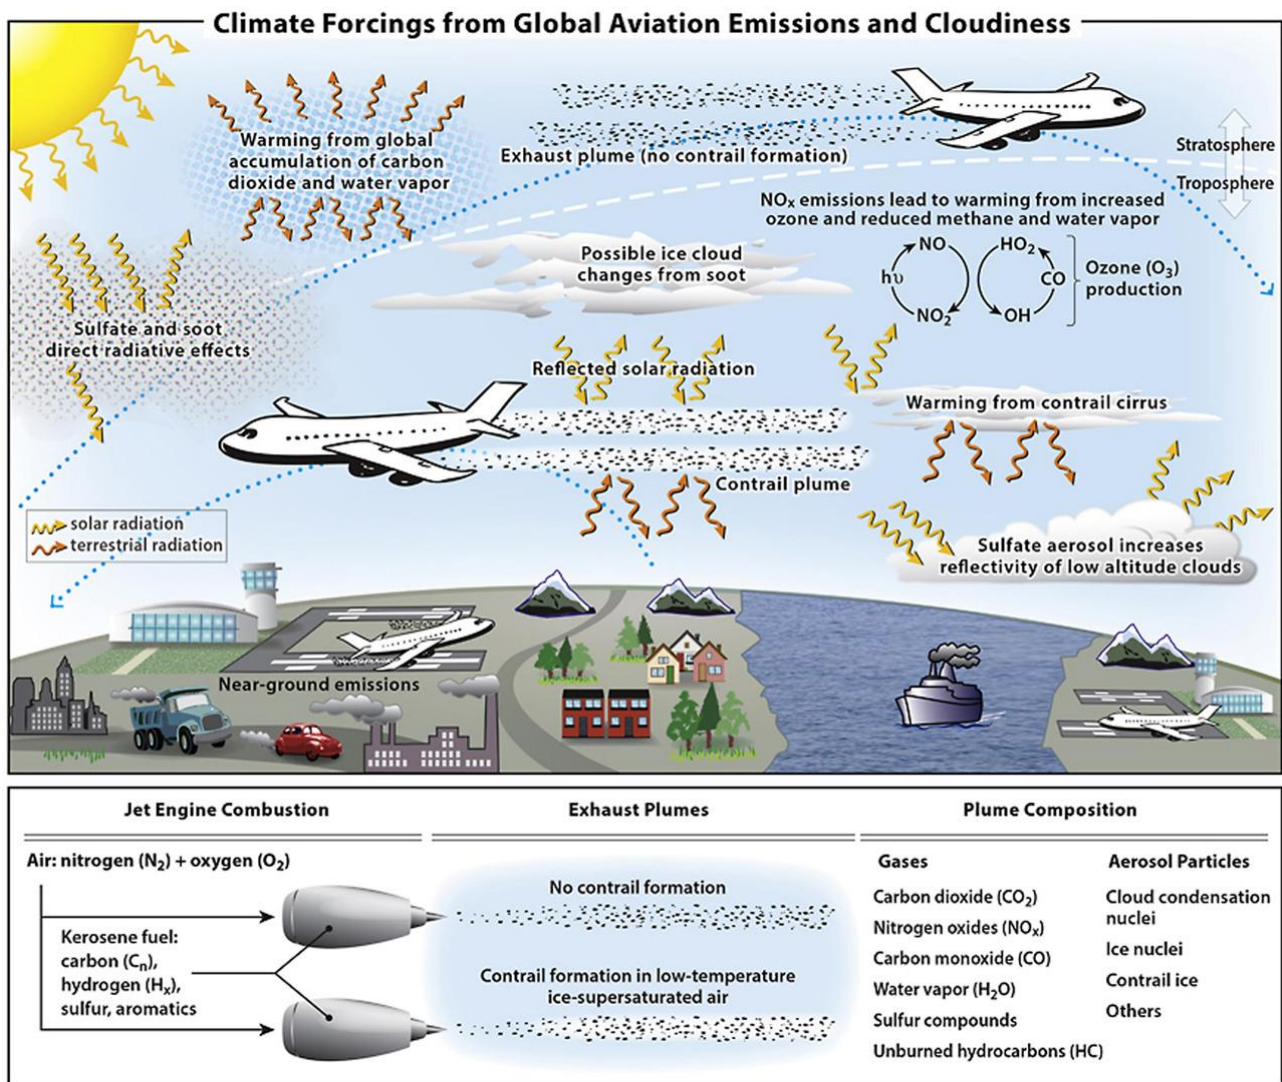 Climate Forcings from Global Aviation Emissions and Cloudiness
Warming from global
accumulation of carbon
dioxide and water vapor
Exhaust plume (no contrail formation)
Stratosphere
Troposphere
NOₓ emissions lead to warming from increased
ozone and reduced methane and water vapor
Possible ice cloud
changes from soot
NO
HO₂
hυ
CO
NO₂
OH
Ozone (O₃)
production
Sulfate and soot
direct radiative effects
Reflected solar radiation
Warming from contrail cirrus
Contrail plume
solar radiation
terrestrial radiation
Sulfate aerosol increases
reflectivity of low altitude clouds
Near-ground emissions
Jet Engine Combustion
Air: nitrogen (N₂) + oxygen (O₂)
Kerosene fuel:
carbon (Cₙ),
hydrogen (Hₓ),
sulfur, aromatics
Exhaust Plumes
No contrail formation
Contrail formation in low-temperature
ice-supersaturated air
Plume Composition
Gases
Carbon dioxide (CO₂)
Nitrogen oxides (NOₓ)
Carbon monoxide (CO)
Water vapor (H₂O)
Sulfur compounds
Unburned hydrocarbons (HC)
Aerosol Particles
Cloud condensation
nuclei
Ice nuclei
Contrail ice
Others